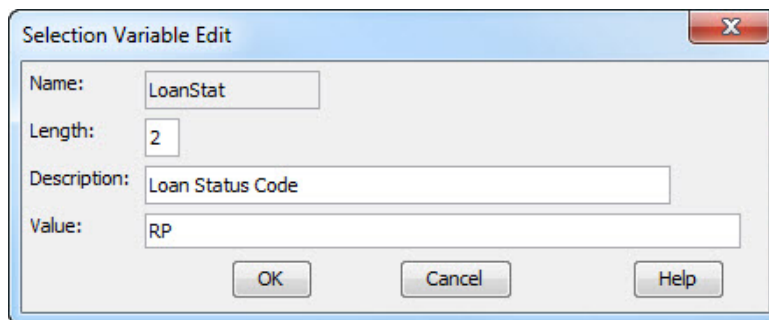 Selection Variable Edit
Name: LoanStat
Length: 2
Description: Loan Status Code
Value: RP
OK Cancel Help